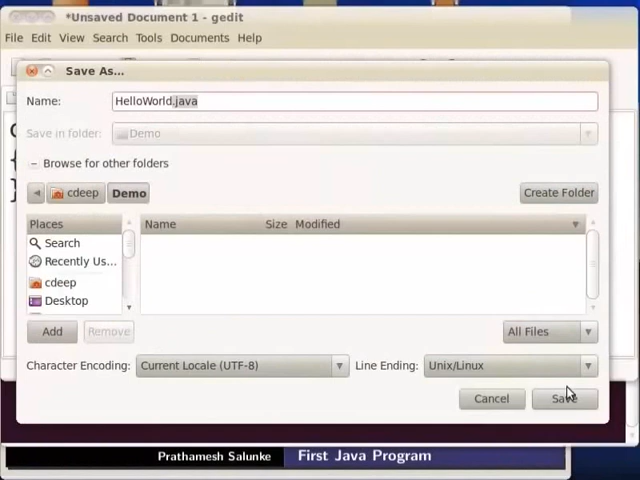 *Unsaved Document 1 - gedit
File Edit View Search Tools Documents Help
Save As...
Name: HelloWorld.java
Save in folder: Demo
Browse for other folders
cdeep Demo Create Folder
Places Name Size Modified
Search
Recently Us...
cdeep
Desktop
Add Remove All Files
Character Encoding: Current Locale (UTF-8) Line Ending: Unix/Linux
Cancel Save
Prathamesh Salunke First Java Program